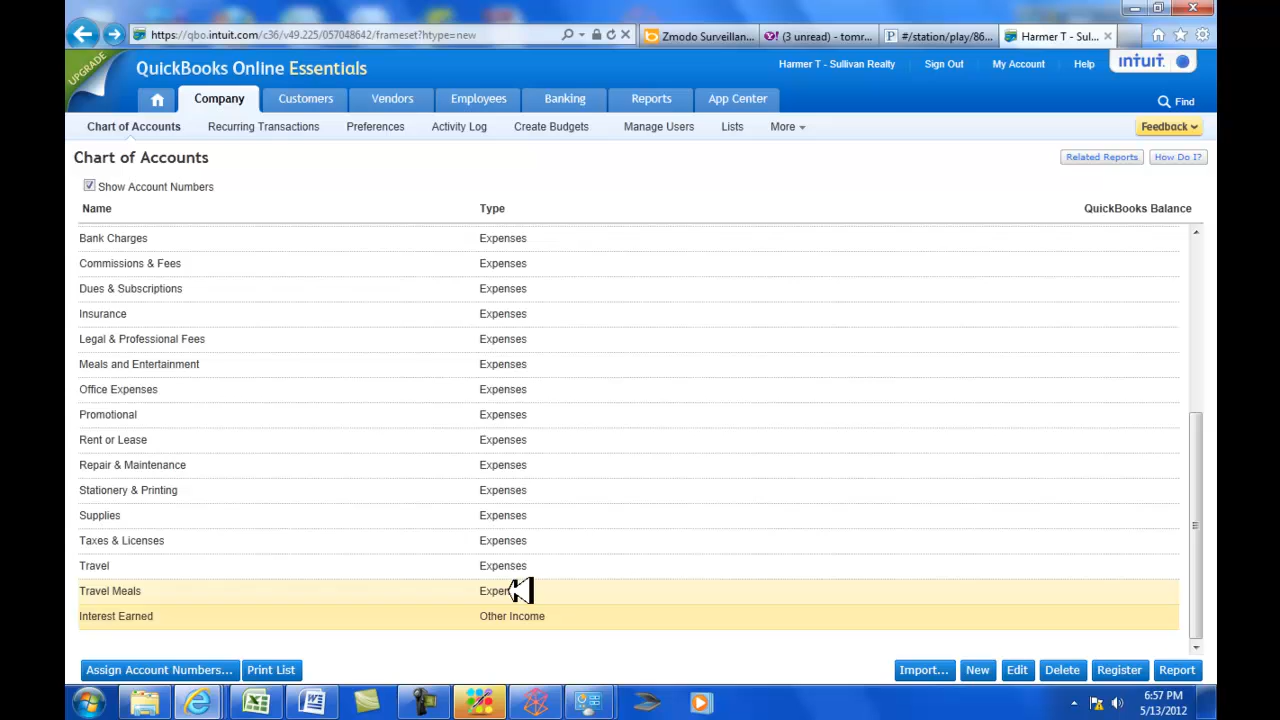 https://qbo.intuit.com/c36/v49.225/057048642/frameset?htype=new
Zmodo Surveillan...
(3 unread) - tomr...
#/station/play/86...
Harmer T - Sul...
UPGRADE
QuickBooks Online Essentials
Harmer T - Sullivan Realty
Sign Out
My Account
Help
intuit.
Company
Customers
Vendors
Employees
Banking
Reports
App Center
Find
Chart of Accounts
Recurring Transactions
Preferences
Activity Log
Create Budgets
Manage Users
Lists
More
Feedback
Chart of Accounts
Related Reports
How Do I?
Show Account Numbers
Name Type QuickBooks Balance
Bank Charges Expenses
Commissions & Fees Expenses
Dues & Subscriptions Expenses
Insurance Expenses
Legal & Professional Fees Expenses
Meals and Entertainment Expenses
Office Expenses Expenses
Promotional Expenses
Rent or Lease Expenses
Repair & Maintenance Expenses
Stationery & Printing Expenses
Supplies Expenses
Taxes & Licenses Expenses
Travel Expenses
Travel Meals Expen
Interest Earned Other Income
Assign Account Numbers...
Print List
Import...
New
Edit
Delete
Register
Report
6:57 PM
5/13/2012